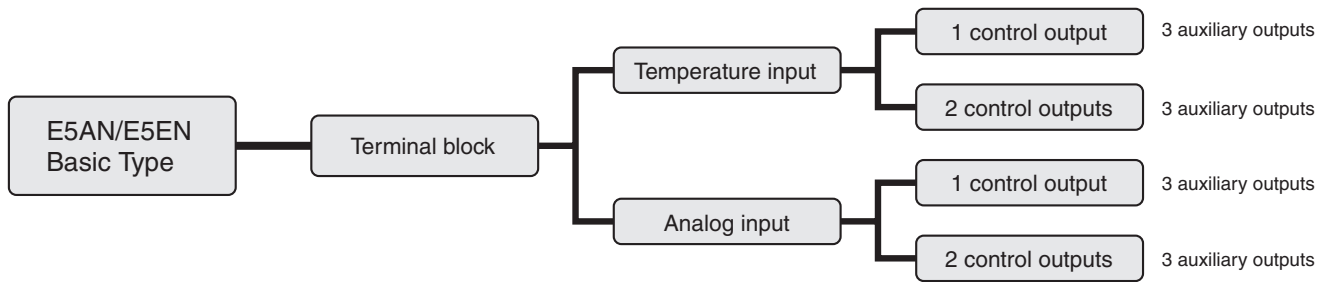 E5AN/E5EN
Basic Type
Terminal block
Temperature input
1 control output
3 auxiliary outputs
2 control outputs
3 auxiliary outputs
Analog input
1 control output
3 auxiliary outputs
2 control outputs
3 auxiliary outputs